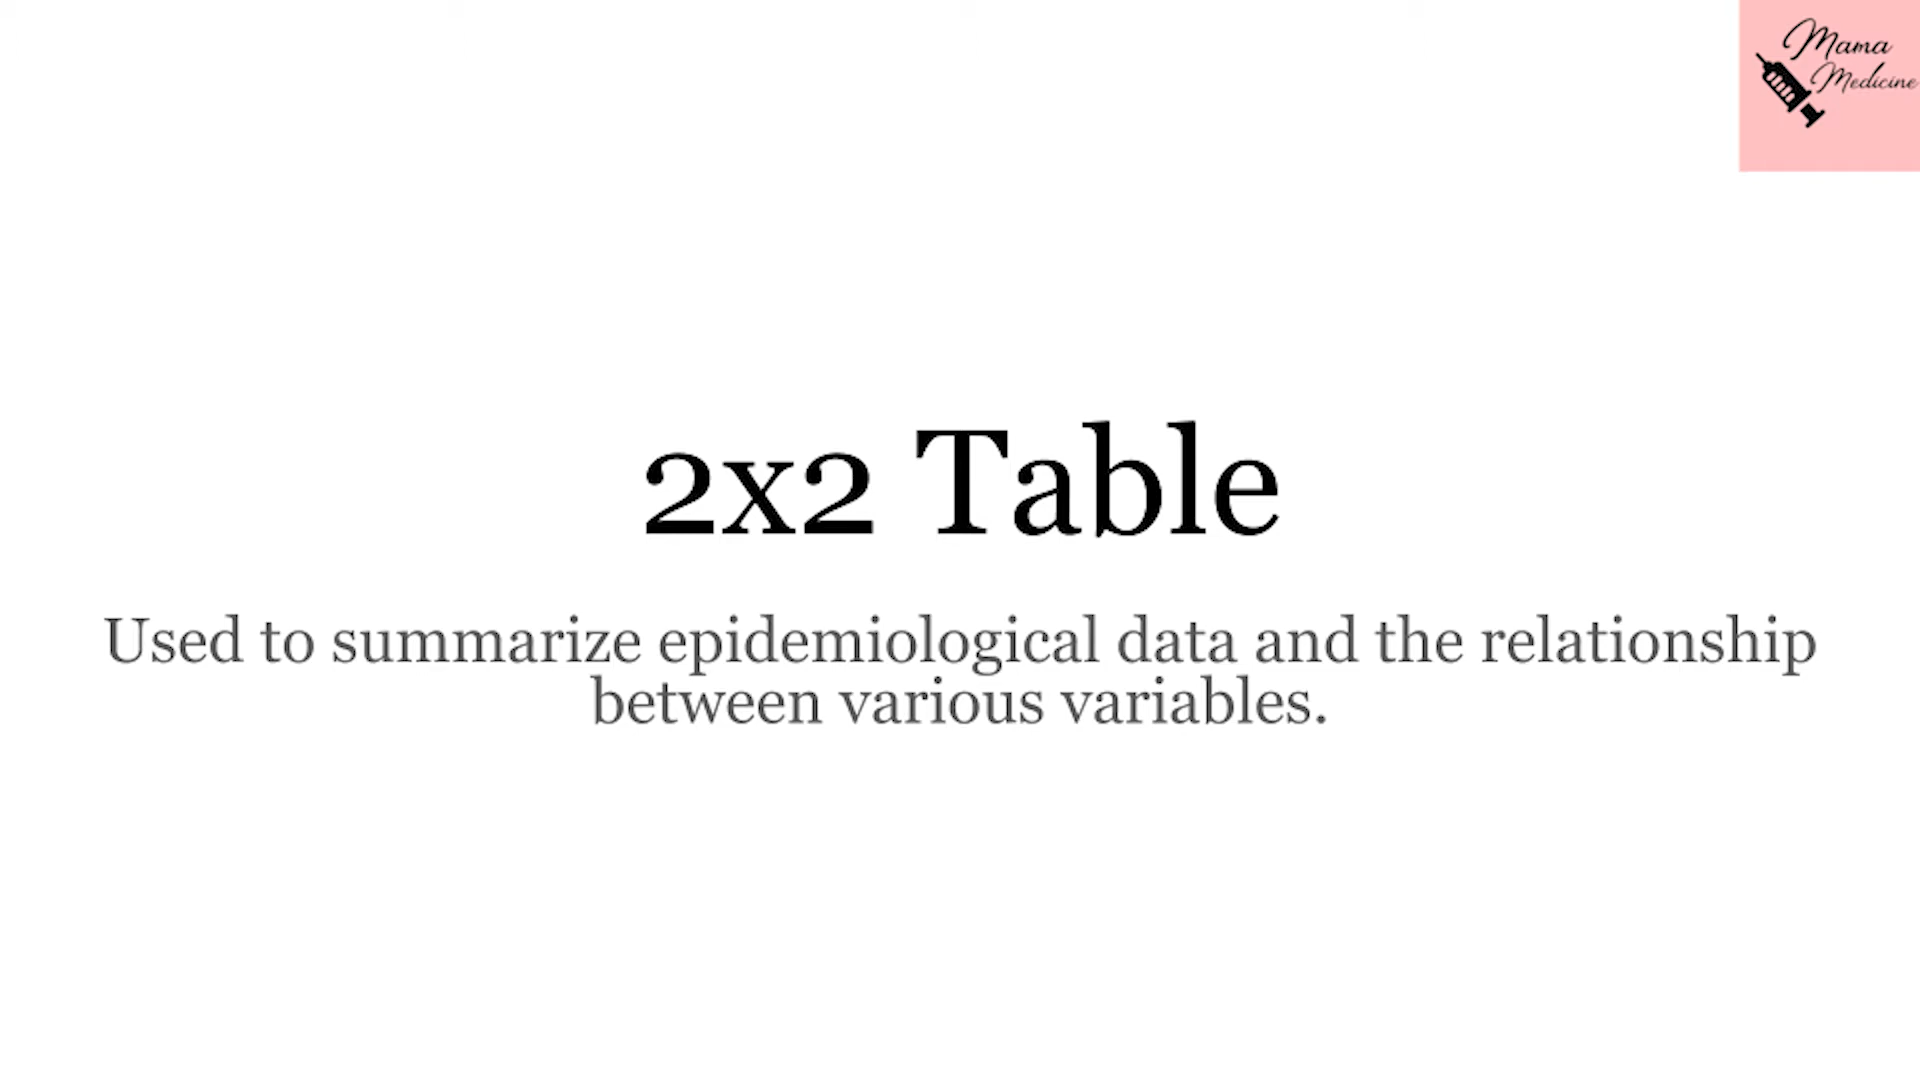 Mama
Medicine
2x2 Table
Used to summarize epidemiological data and the relationship
between various variables.